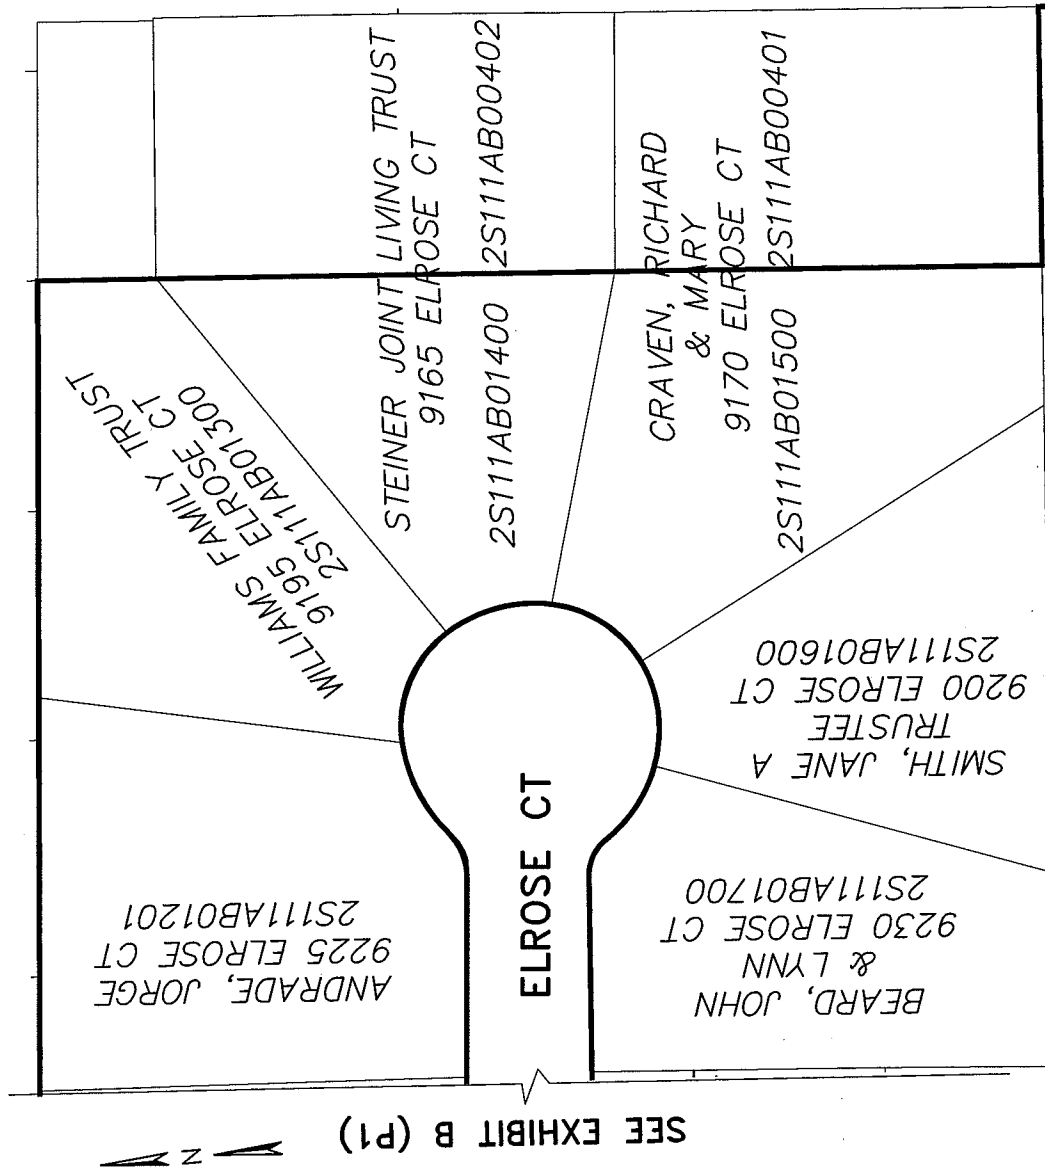 STEINER JOINT LIVING TRUST
9165 ELROSE CT
2S111AB01400 2S111AB00402
CRAVEN, RICHARD
& MARY
9170 ELROSE CT
2S111AB01500 2S111AB00401
WILLIAMS FAMILY TRUST
9195 ELROSE CT
2S111AB01300
SMITH, JANE A
TRUSTEE
9200 ELROSE CT
2S111AB01600
ANDRADE, JORGE
9225 ELROSE CT
2S111AB01201
BEARD, JOHN
& LYNN
9230 ELROSE CT
2S111AB01700
ELROSE CT
SEE EXHIBIT B (P1)
N